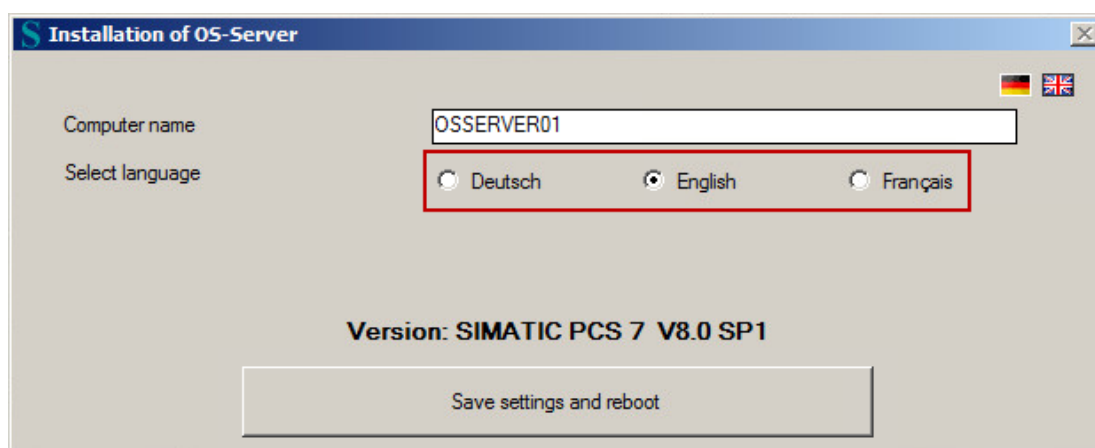 S Installation of OS-Server
Computer name OSSERVER01
Select language Deutsch English Français
Version: SIMATIC PCS 7 V8.0 SP1
Save settings and reboot